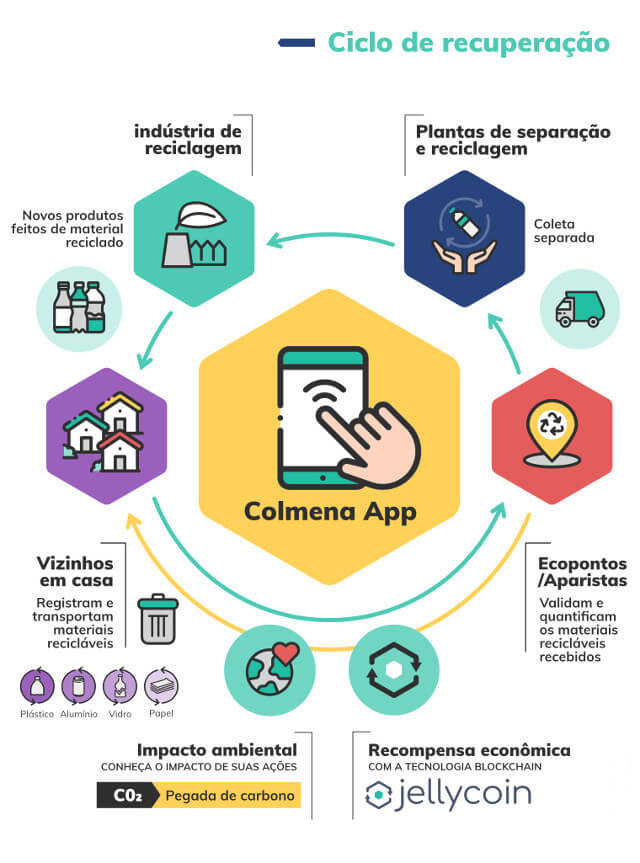 Ciclo de recuperação
indústria de
reciclagem
Plantas de separação
e reciclagem
Novos produtos
feitos de material
reciclado
Coleta
separada
Colmena App
Vizinhos
em casa
Registram e
transportam
materiais
recicláveis
Plástico
Alumínio
Vidro
Papel
Ecopontos
/Aparistas
Validam e
quantificam
os materiais
recicláveis
recebidos
Impacto ambiental
CONHEÇA O IMPACTO DE SUAS AÇÕES
CO₂ Pegada de carbono
Recompensa econômica
COM A TECNOLOGIA BLOCKCHAIN
jellycoin